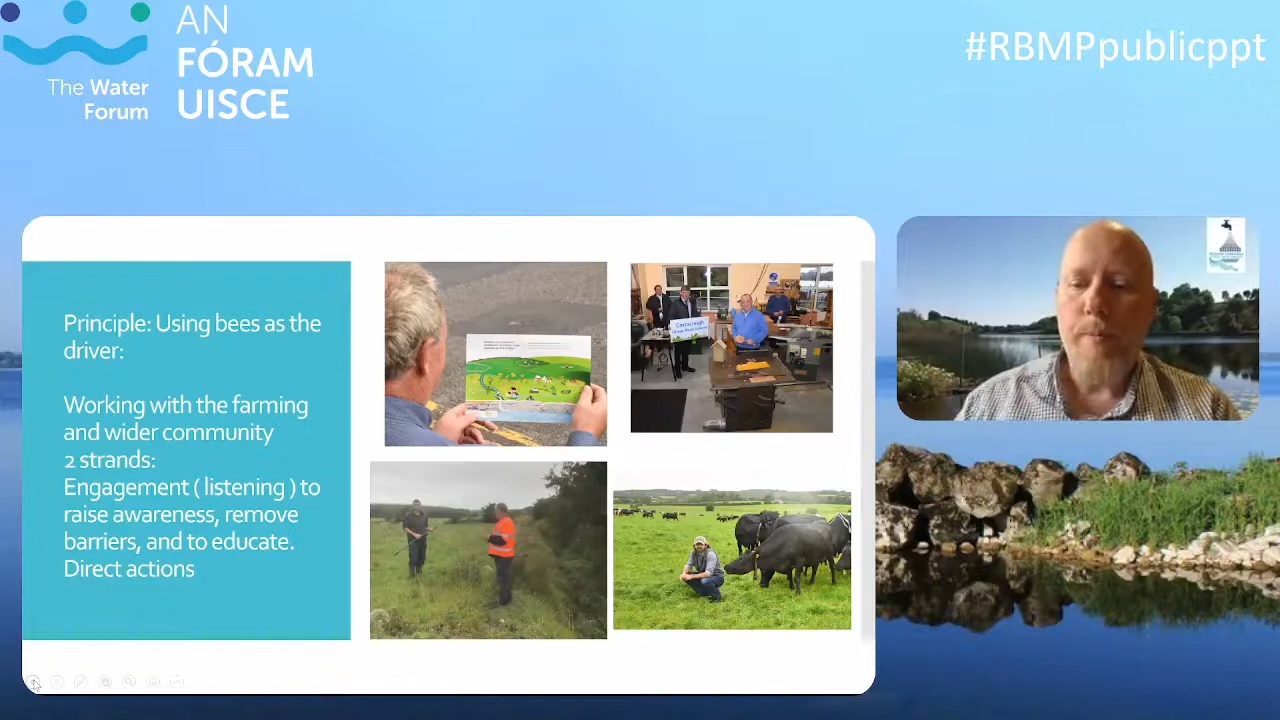 AN
FÓRAM
UISCE
The Water
Forum
#RBMPpublicppt
Principle: Using bees as the
driver:
Working with the farming
and wider community
2 strands:
Engagement ( listening ) to
raise awareness, remove
barriers, and to educate.
Direct actions